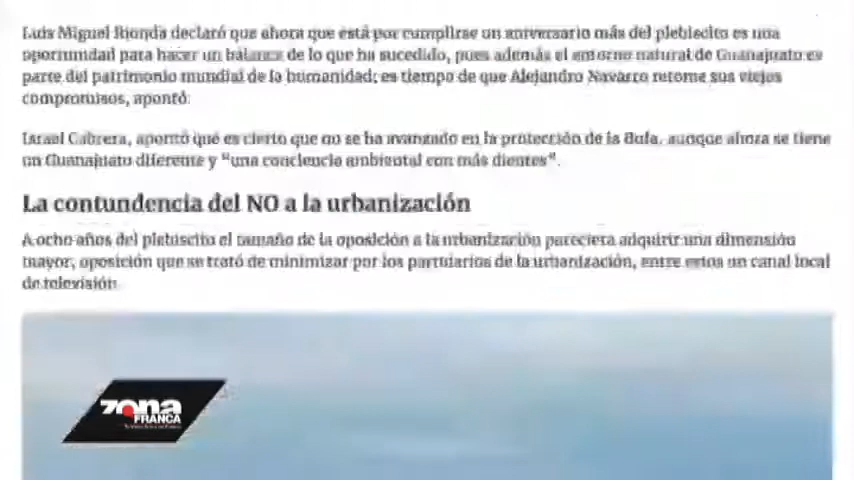 Luis Miguel Rionda declaró que ahora que está por cumplirse un aniversario más del plebiscito es una
oportunidad para hacer un balance de lo que ha sucedido, pues además el entorno natural de Guanajuato es
parte del patrimonio mundial de la humanidad; es tiempo de que Alejandro Navarro retome sus viejos
compromisos, apontó.
Israel Cabrera, apontó que es cierto que no se ha avanzado en la protección de la Bufa, aunque ahora se tiene
un Guanajuato diferente y "una conciencia ambiental con más dientes".
La contundencia del NO a la urbanización
A ocho años del plebiscito el tamaño de la oposición a la urbanización pareciera adquirir una dimensión
mayor, oposición que se trató de minimizar por los partidarios de la urbanización, entre estos un canal local
de televisión
ZONA
FRANCA